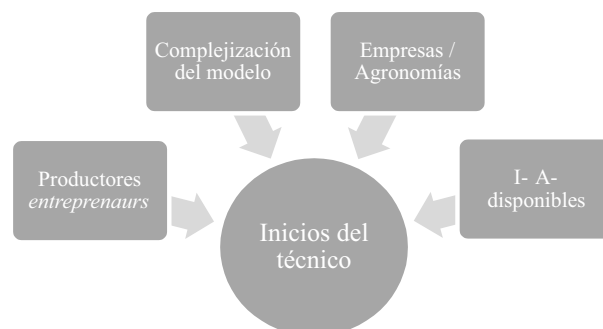 Complejización
del modelo
Empresas /
Agronomías
Productores
entreprenaurs
I- A-
disponibles
Inicios del
técnico